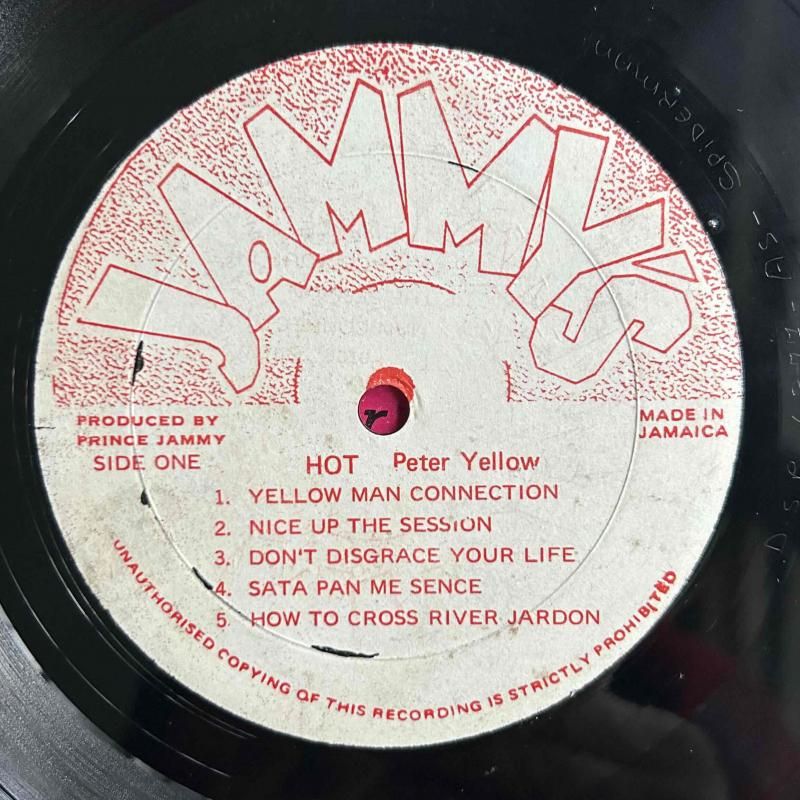 JAMMY'S
PRODUCED BY
PRINCE JAMMY
MADE IN
JAMAICA
SIDE ONE
HOT Peter Yellow
1. YELLOW MAN CONNECTION
2. NICE UP THE SESSION
3. DON'T DISGRACE YOUR LIFE
4. SATA PAN ME SENCE
5 HOW TO CROSS RIVER JARDON
UNAUTHORISED COPYING OF THIS RECORDING IS STRICTLY PROHIBITED
r